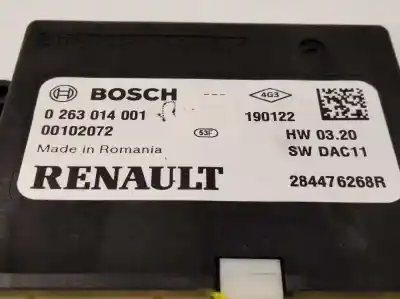 BOSCH --- 4G3
0 263 014 001 190122
00102072 53F HW 03.20
Made in Romania SW DAC11
RENAULT 284476268R